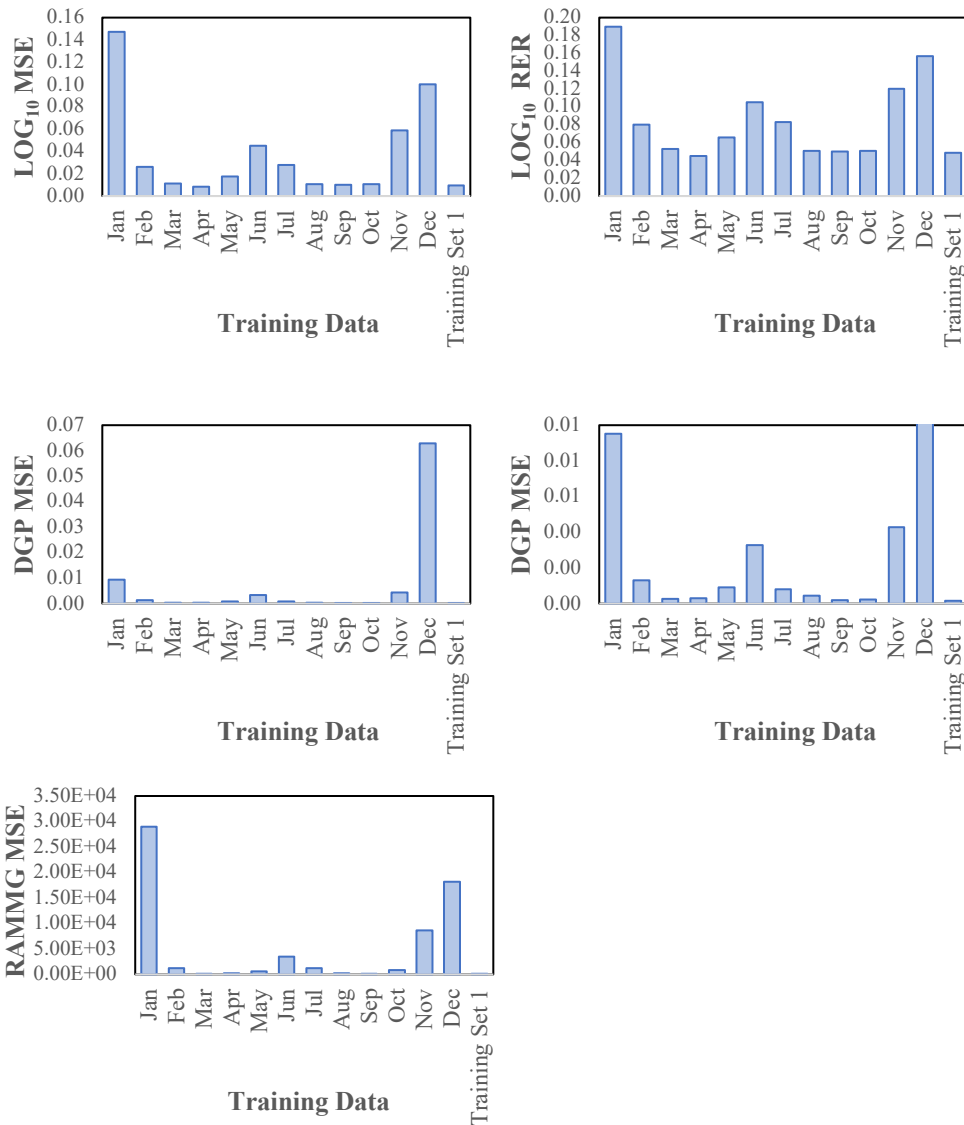 LOG10 MSE
0.16
0.14
0.12
0.10
0.08
0.06
0.04
0.02
0.00
Jan
Feb
Mar
Apr
May
Jun
Jul
Aug
Sep
Oct
Nov
Dec
Training Set 1
Training Data
LOG10 RER
0.20
0.18
0.16
0.14
0.12
0.10
0.08
0.06
0.04
0.02
0.00
Jan
Feb
Mar
Apr
May
Jun
Jul
Aug
Sep
Oct
Nov
Dec
Training Set 1
Training Data
DGP MSE
0.07
0.06
0.05
0.04
0.03
0.02
0.01
0.00
Jan
Feb
Mar
Apr
May
Jun
Jul
Aug
Sep
Oct
Nov
Dec
Training Set 1
Training Data
DGP MSE
0.01
0.01
0.01
0.00
0.00
0.00
Jan
Feb
Mar
Apr
May
Jun
Jul
Aug
Sep
Oct
Nov
Dec
Training Set 1
Training Data
RAMMG MSE
3.50E+04
3.00E+04
2.50E+04
2.00E+04
1.50E+04
1.00E+04
5.00E+03
0.00E+00
Jan
Feb
Mar
Apr
May
Jun
Jul
Aug
Sep
Oct
Nov
Dec
Training Set 1
Training Data